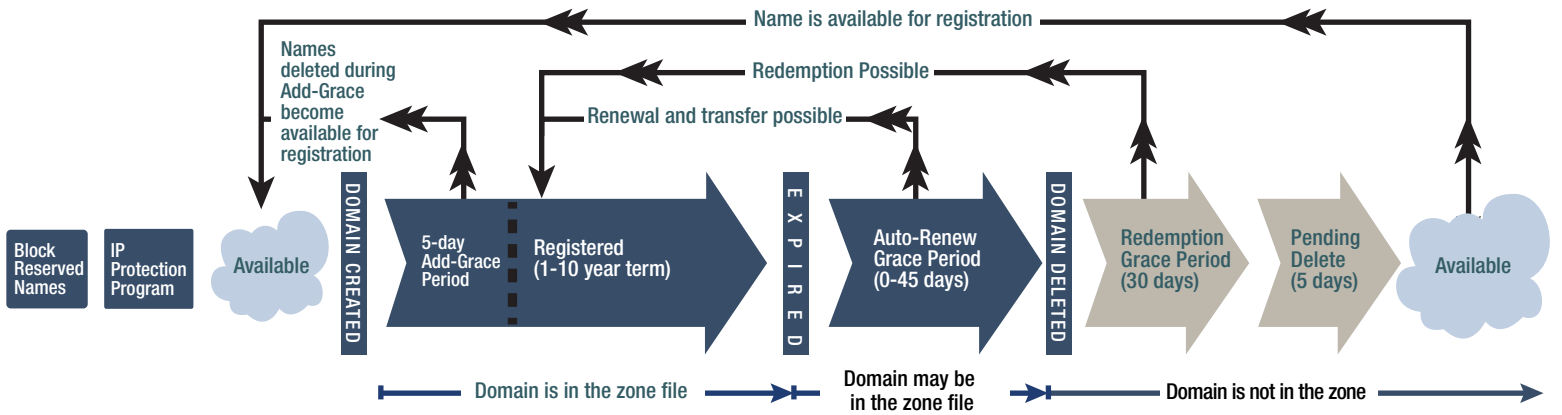 Name is available for registration
Names
deleted during
Add-Grace
become
available for
registration
Redemption Possible
Renewal and transfer possible
Block
Reserved
Names
IP
Protection
Program
Available
DOMAIN CREATED
5-day
Add-Grace
Period
Registered
(1-10 year term)
EXPIRED
Auto-Renew
Grace Period
(0-45 days)
DOMAIN DELETED
Redemption
Grace Period
(30 days)
Pending
Delete
(5 days)
Available
Domain is in the zone file
Domain may be
in the zone file
Domain is not in the zone